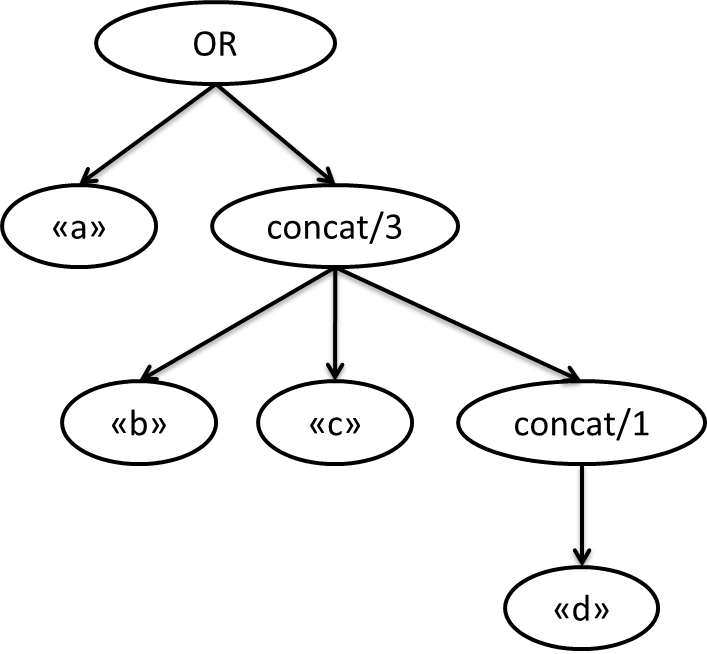 OR
«a»
concat/3
«b»
«c»
concat/1
«d»